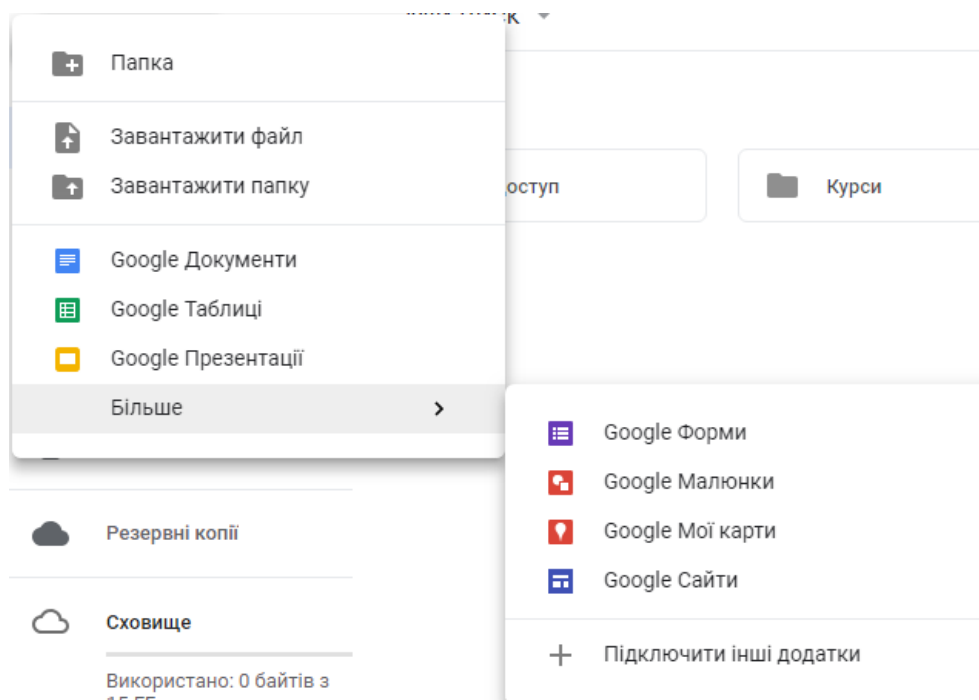 Папка
Завантажити файл
Завантажити папку
доступ
Курси
Google Документи
Google Таблиці
Google Презентації
Більше
Google Форми
Google Малюнки
Google Мої карти
Google Сайти
Підключити інші додатки
Резервні копії
Сховище
Використано: 0 байтів з